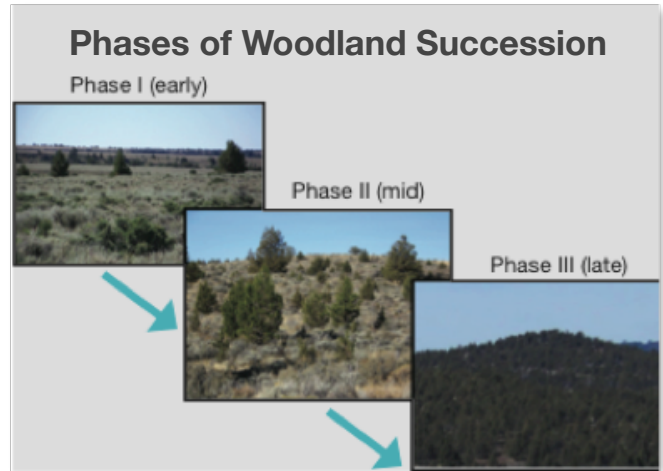 Phases of Woodland Succession
Phase I (early)
Phase II (mid)
Phase III (late)